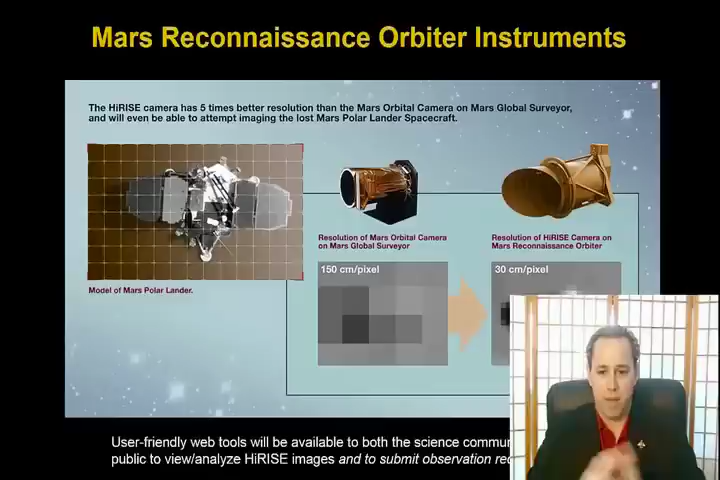 Mars Reconnaissance Orbiter Instruments
The HiRISE camera has 5 times better resolution than the Mars Orbital Camera on Mars Global Surveyor,
and will even be able to attempt imaging the lost Mars Polar Lander Spacecraft.
Resolution of Mars Orbital Camera
on Mars Global Surveyor
Resolution of HiRISE Camera on
Mars Reconnaissance Orbiter
150 cm/pixel
30 cm/pixel
Model of Mars Polar Lander.
User-friendly web tools will be available to both the science
public to view/analyze HiRISE images and to submit observation